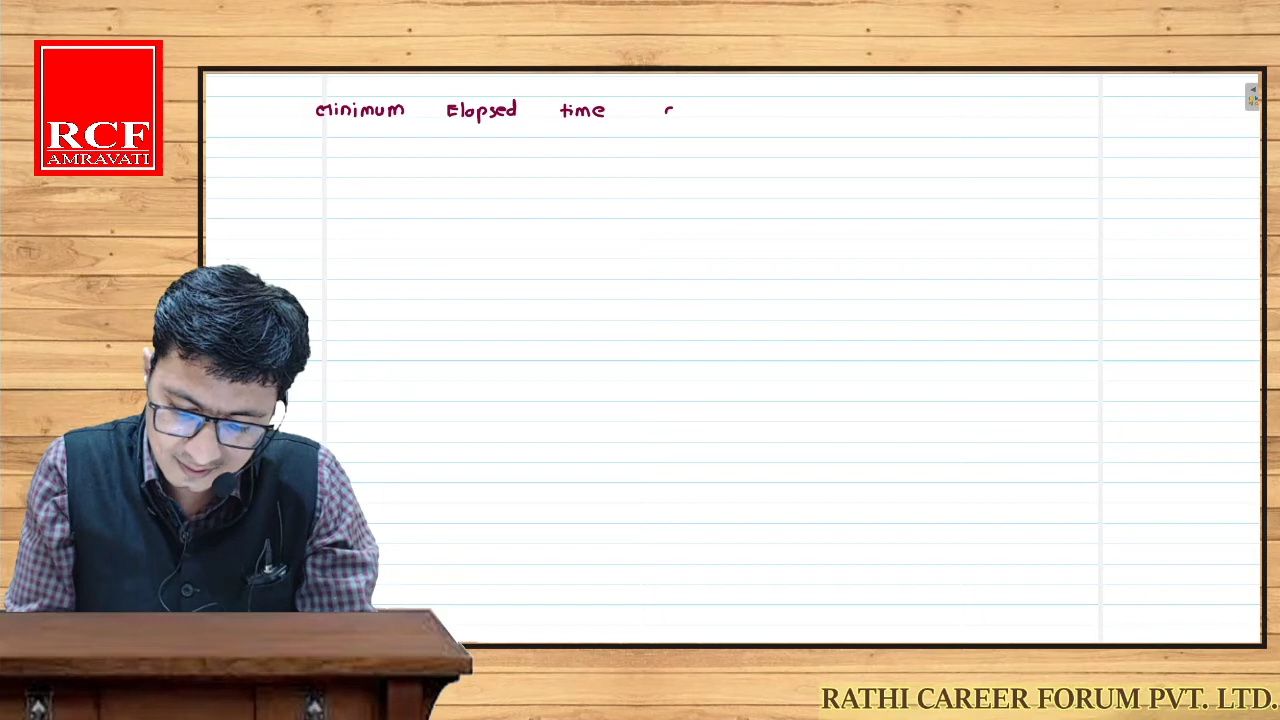 RCF
AMRAVATI
Minimum Elapsed time
RATHI CAREER FORUM PVT. LTD.